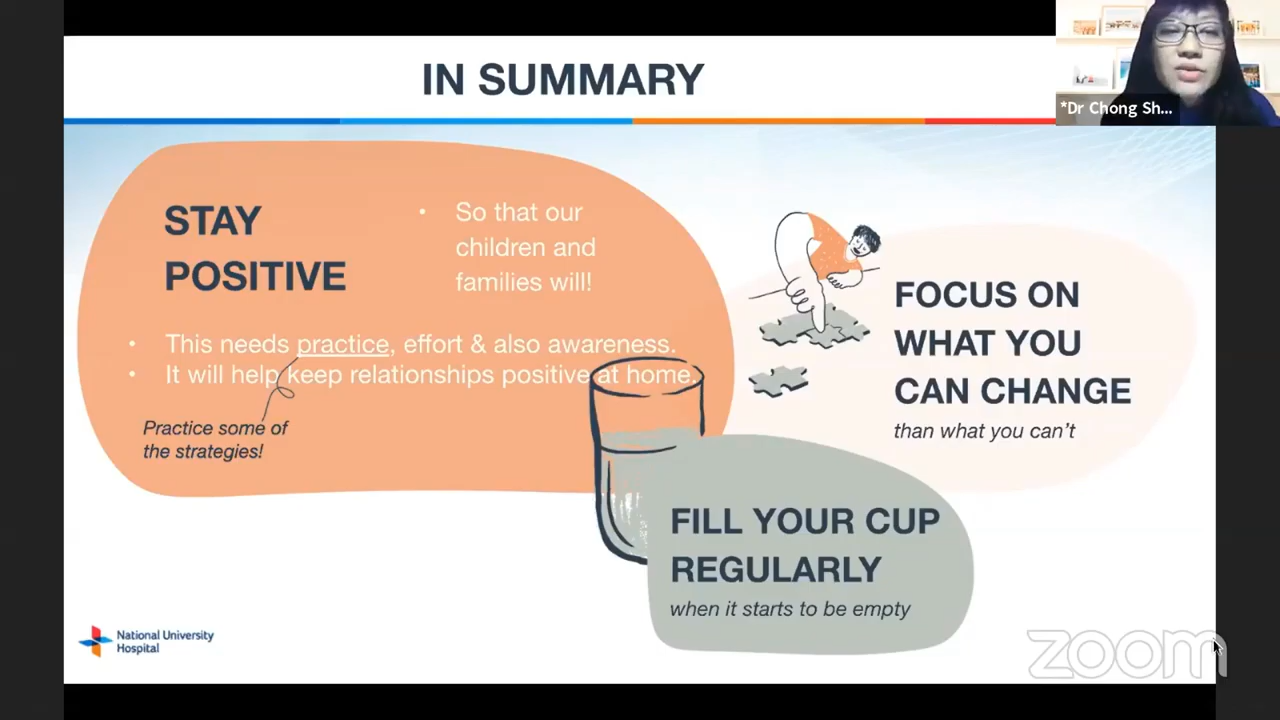 IN SUMMARY
*Dr Chong Sh...
STAY
POSITIVE
• So that our
children and
families will!
• This needs practice, effort & also awareness.
• It will help keep relationships positive at home.
Practice some of
the strategies!
FOCUS ON
WHAT YOU
CAN CHANGE
than what you can't
FILL YOUR CUP
REGULARLY
when it starts to be empty
National University
Hospital
zoom